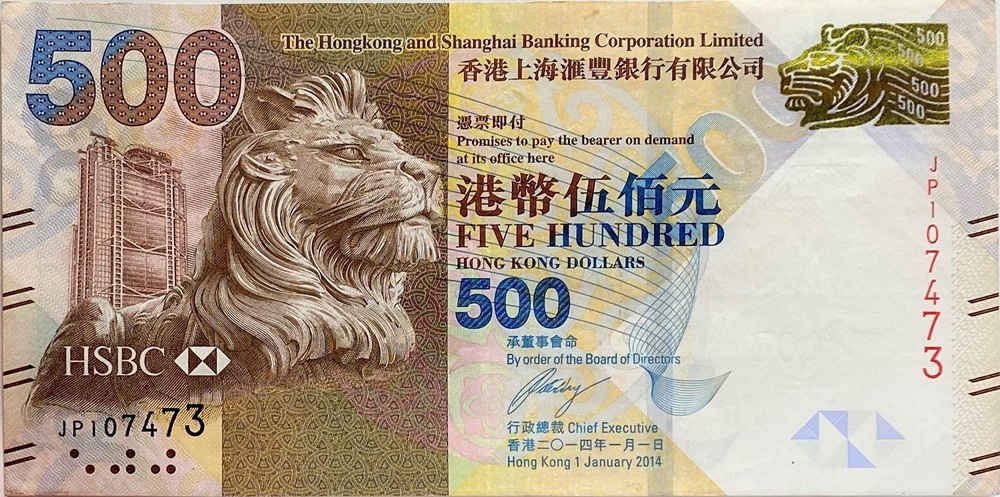 500
The Hongkong and Shanghai Banking Corporation Limited
香港上海滙豐銀行有限公司
500
500
500
500
憑票即付
Promises to pay the bearer on demand
at its office here
港幣伍佰元
FIVE HUNDRED
HONG KONG DOLLARS
500
JP107473
承董事會命
By order of the Board of Directors
HSBC
JP107473
行政總裁 Chief Executive
香港二〇一四年一月一日
Hong Kong 1 January 2014